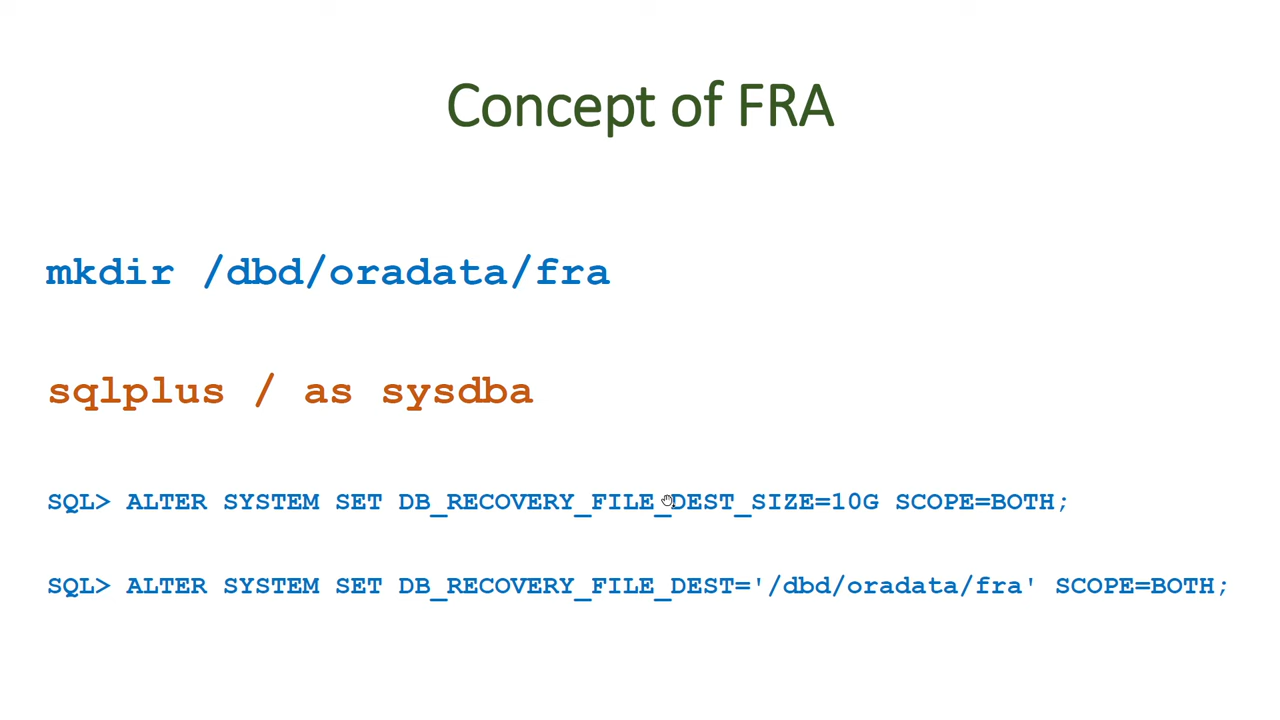 Concept of FRA
mkdir /dbd/oradata/fra
sqlplus / as sysdba
SQL> ALTER SYSTEM SET DB_RECOVERY_FILE_DEST_SIZE=10G SCOPE=BOTH;
SQL> ALTER SYSTEM SET DB_RECOVERY_FILE_DEST='/dbd/oradata/fra' SCOPE=BOTH;